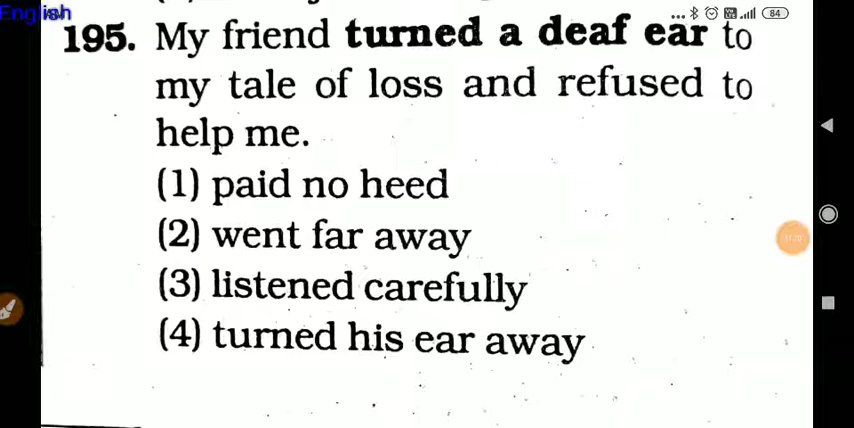 English
84
195. My friend turned a deaf ear to
my tale of loss and refused to
help me.
(1) paid no heed
(2) went far away
(3) listened carefully
(4) turned his ear away